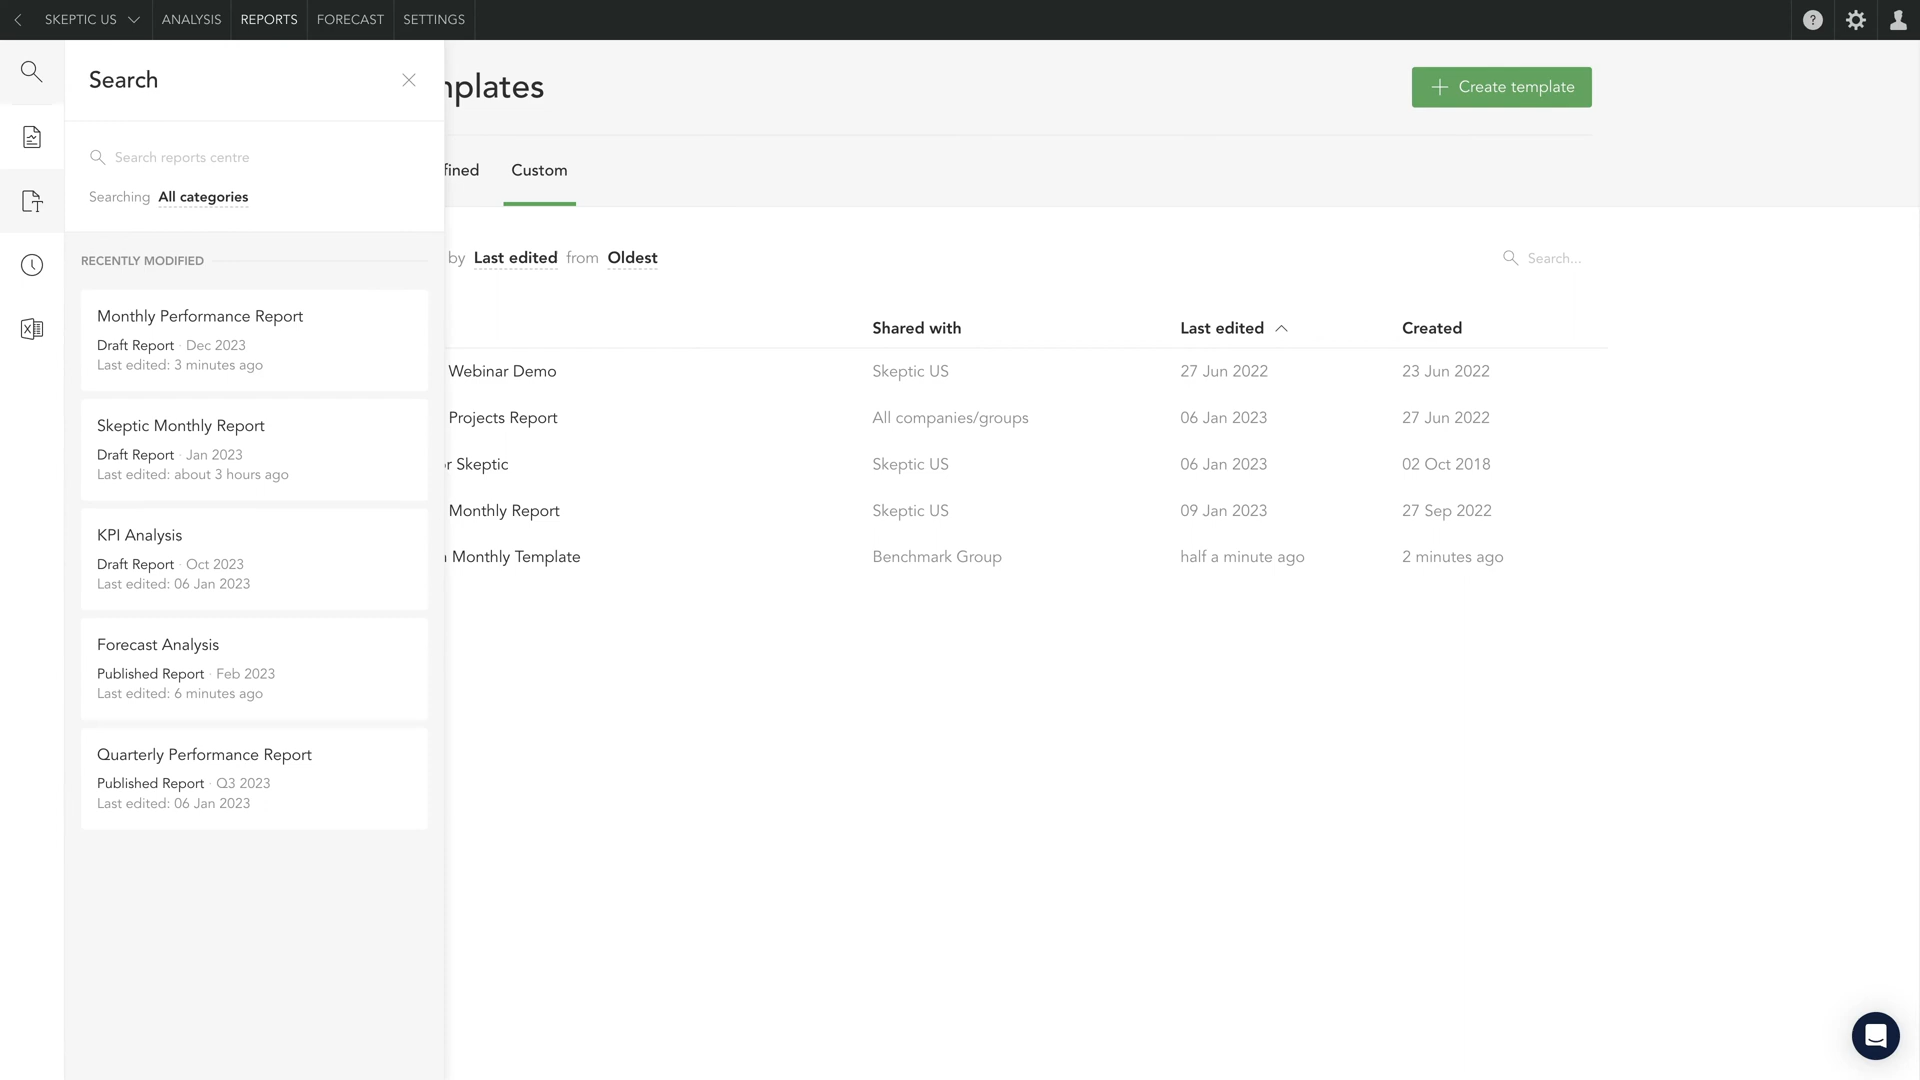 SKEPTIC US
ANALYSIS
REPORTS
FORECAST
SETTINGS
?
Search
Search reports centre
Searching All categories
RECENTLY MODIFIED
Monthly Performance Report
Draft Report · Dec 2023
Last edited: 3 minutes ago
Skeptic Monthly Report
Draft Report · Jan 2023
Last edited: about 3 hours ago
KPI Analysis
Draft Report · Oct 2023
Last edited: 06 Jan 2023
Forecast Analysis
Published Report · Feb 2023
Last edited: 6 minutes ago
Quarterly Performance Report
Published Report · Q3 2023
Last edited: 06 Jan 2023
mplates
Create template
fined
Custom
by Last edited from Oldest
Search...
Shared with Last edited Created
Webinar Demo Skeptic US 27 Jun 2022 23 Jun 2022
Projects Report All companies/groups 06 Jan 2023 27 Jun 2022
r Skeptic Skeptic US 06 Jan 2023 02 Oct 2018
Monthly Report Skeptic US 09 Jan 2023 27 Sep 2022
Monthly Template Benchmark Group half a minute ago 2 minutes ago